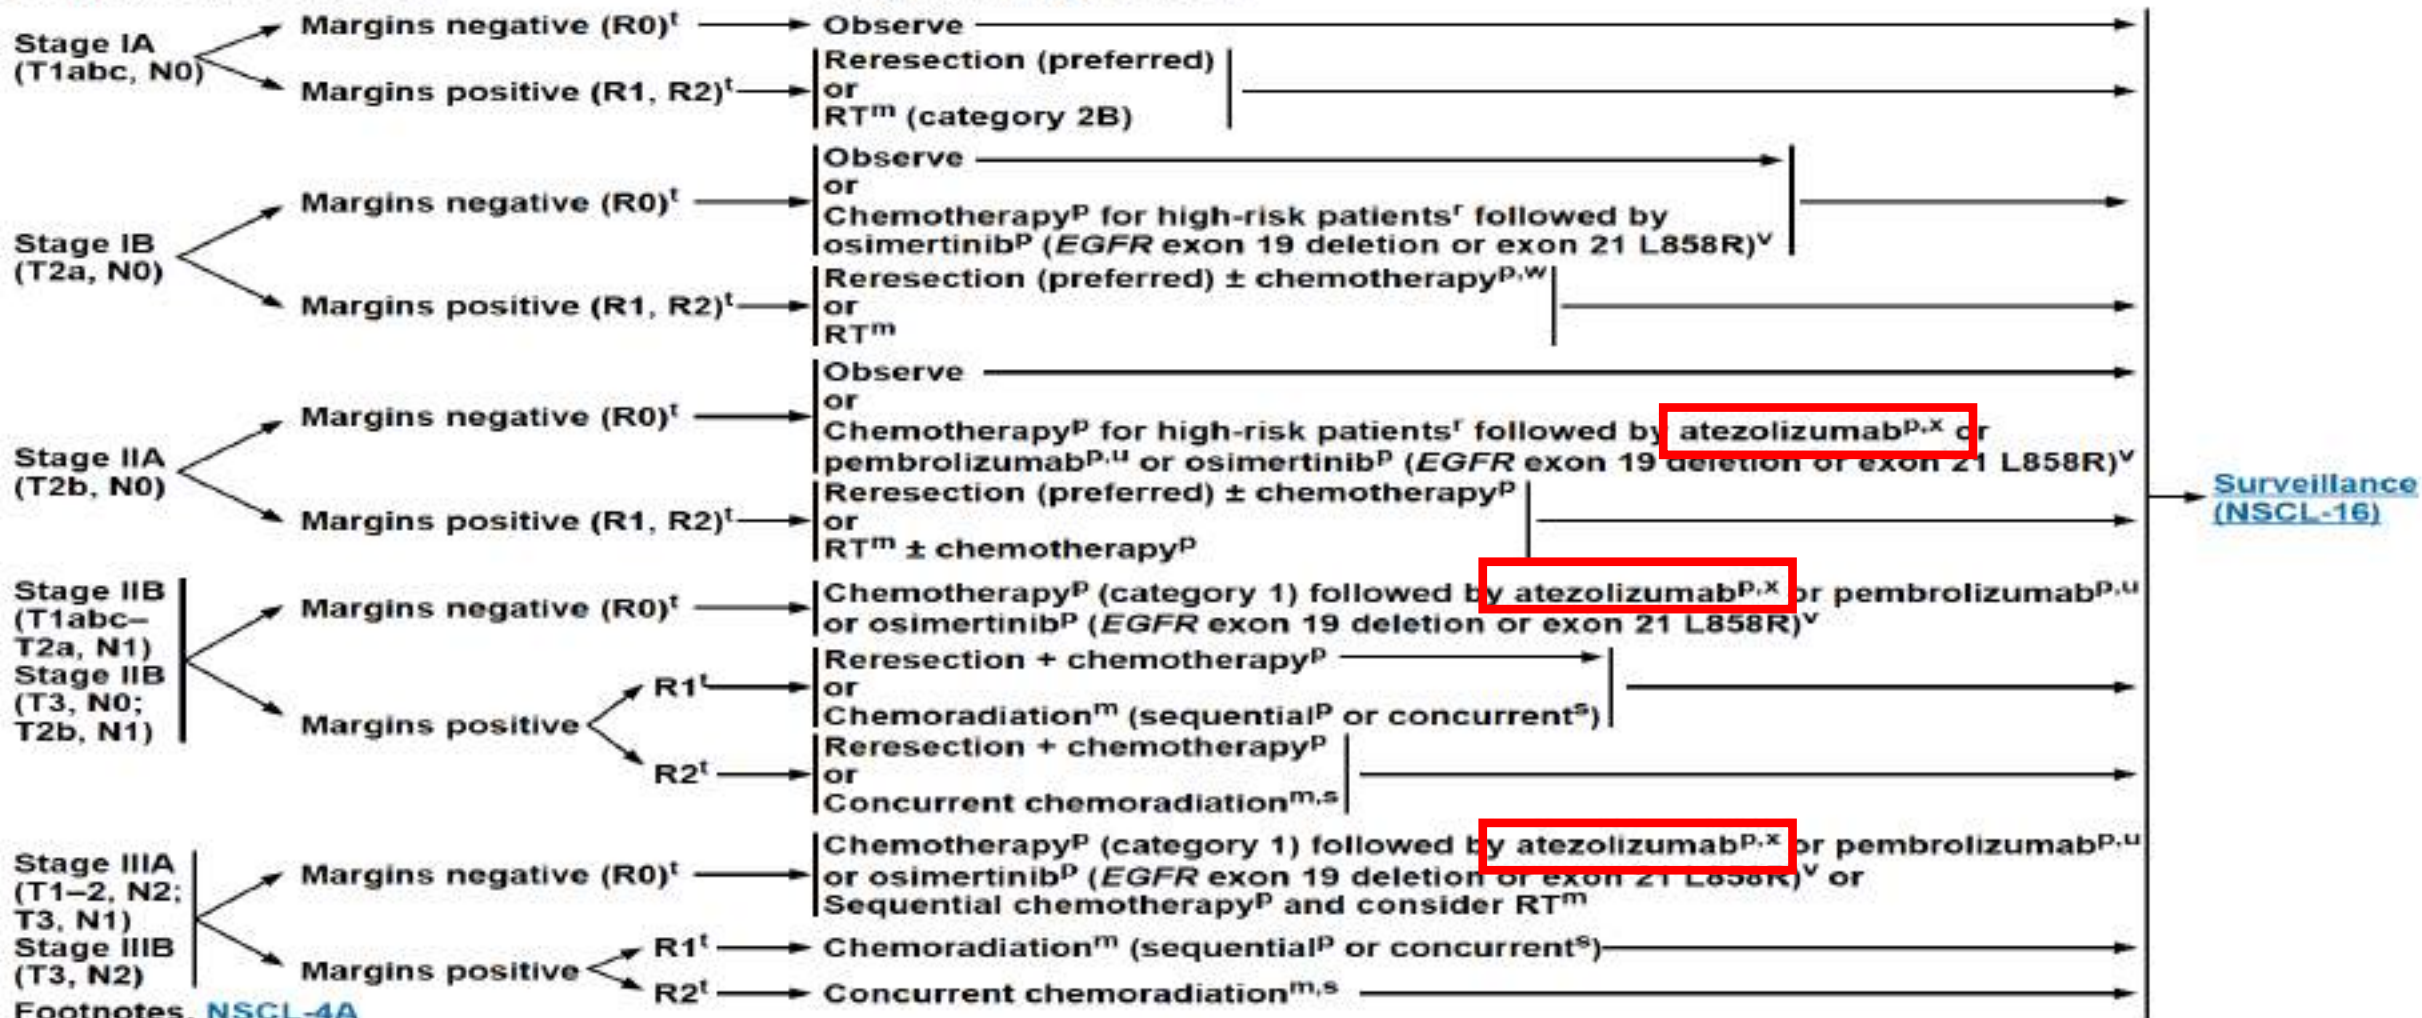 Stage IA
(T1abc, N0)
Margins negative (R0)ᵗ
Observe
Margins positive (R1, R2)ᵗ
Reresection (preferred)
or
RTᵐ (category 2B)
Stage IB
(T2a, N0)
Margins negative (R0)ᵗ
Observe
or
Chemotherapyᵖ for high-risk patientsʳ followed by
osimertinibᵖ (EGFR exon 19 deletion or exon 21 L858R)ᵛ
Margins positive (R1, R2)ᵗ
Reresection (preferred) ± chemotherapyᵖ,ʷ
or
RTᵐ
Stage IIA
(T2b, N0)
Margins negative (R0)ᵗ
Observe
or
Chemotherapyᵖ for high-risk patientsʳ followed by atezolizumabᵖ,ˣ or
pembrolizumabᵖ,ᵘ or osimertinibᵖ (EGFR exon 19 deletion or exon 21 L858R)ᵛ
Margins positive (R1, R2)ᵗ
Reresection (preferred) ± chemotherapyᵖ
or
RTᵐ ± chemotherapyᵖ
Stage IIB
(T1abc–
T2a, N1)
Stage IIB
(T3, N0;
T2b, N1)
Margins negative (R0)ᵗ
Chemotherapyᵖ (category 1) followed by atezolizumabᵖ,ˣ or pembrolizumabᵖ,ᵘ
or osimertinibᵖ (EGFR exon 19 deletion or exon 21 L858R)ᵛ
Margins positive
R1ᵗ
Reresection + chemotherapyᵖ
or
Chemoradiationᵐ (sequentialᵖ or concurrentˢ)
R2ᵗ
Reresection + chemotherapyᵖ
or
Concurrent chemoradiationᵐ,ˢ
Stage IIIA
(T1–2, N2;
T3, N1)
Stage IIIB
(T3, N2)
Margins negative (R0)ᵗ
Chemotherapyᵖ (category 1) followed by atezolizumabᵖ,ˣ or pembrolizumabᵖ,ᵘ
or osimertinibᵖ (EGFR exon 19 deletion or exon 21 L858R)ᵛ or
Sequential chemotherapyᵖ and consider RTᵐ
Margins positive
R1ᵗ
Chemoradiationᵐ (sequentialᵖ or concurrentˢ)
R2ᵗ
Concurrent chemoradiationᵐ,ˢ
Surveillance
(NSCL-16)
Footnotes, NSCL-4A